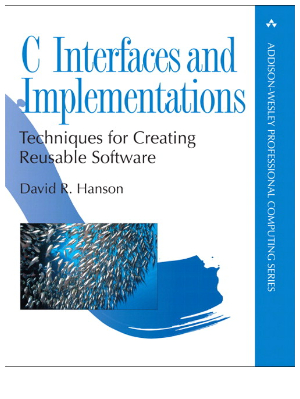 C Interfaces and
Implementations
Techniques for Creating
Reusable Software
David R. Hanson
ADDISON-WESLEY PROFESSIONAL COMPUTING SERIES